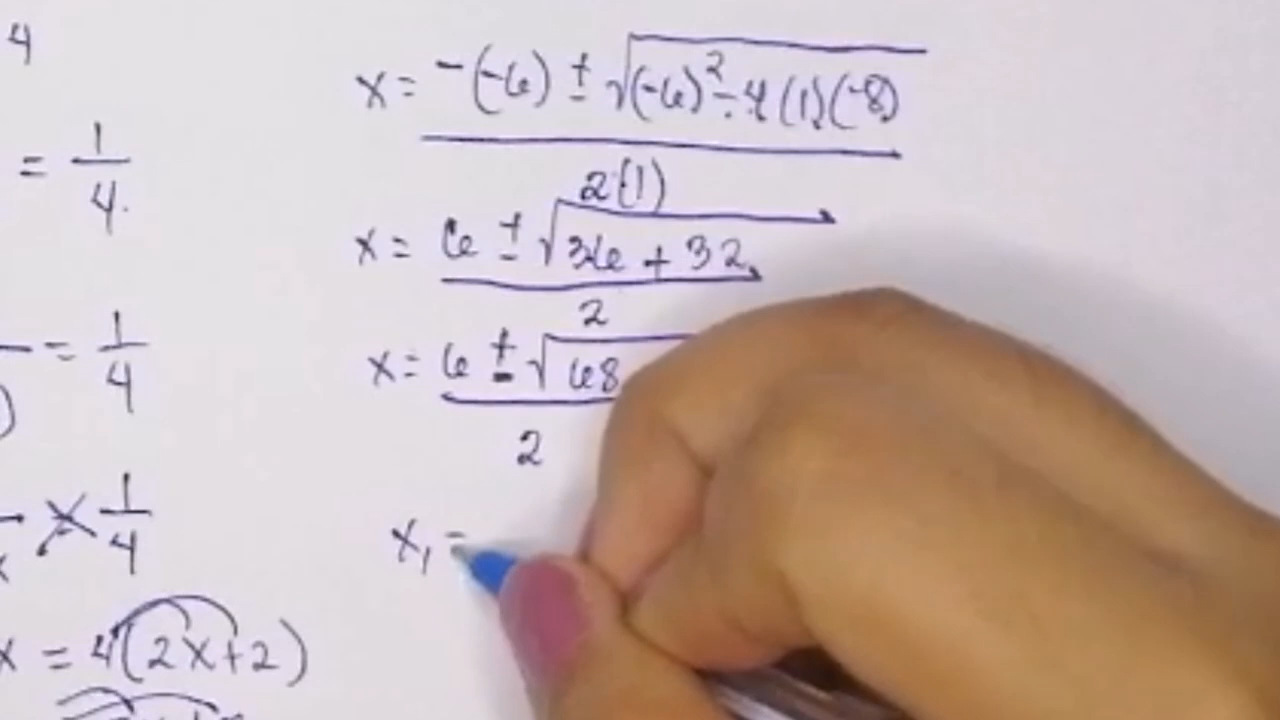 4
= 1/4.
= 1/4
) 
x 1/4
x = 4(2x+2)
x = -(-6) ± √(-6)² - 4(1)(-8) / 2(1)
x = 6 ± √36 + 32 / 2
x = 6 ± √68 / 2
x₁ =